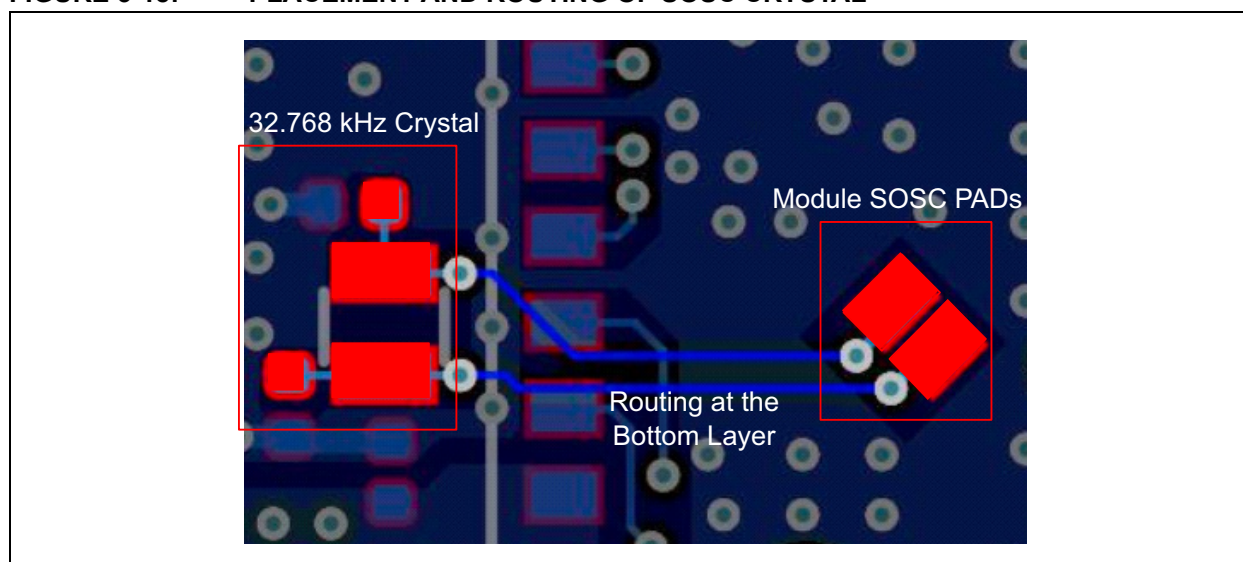 32.768 kHz Crystal
Module SOSC PADs
Routing at the
Bottom Layer